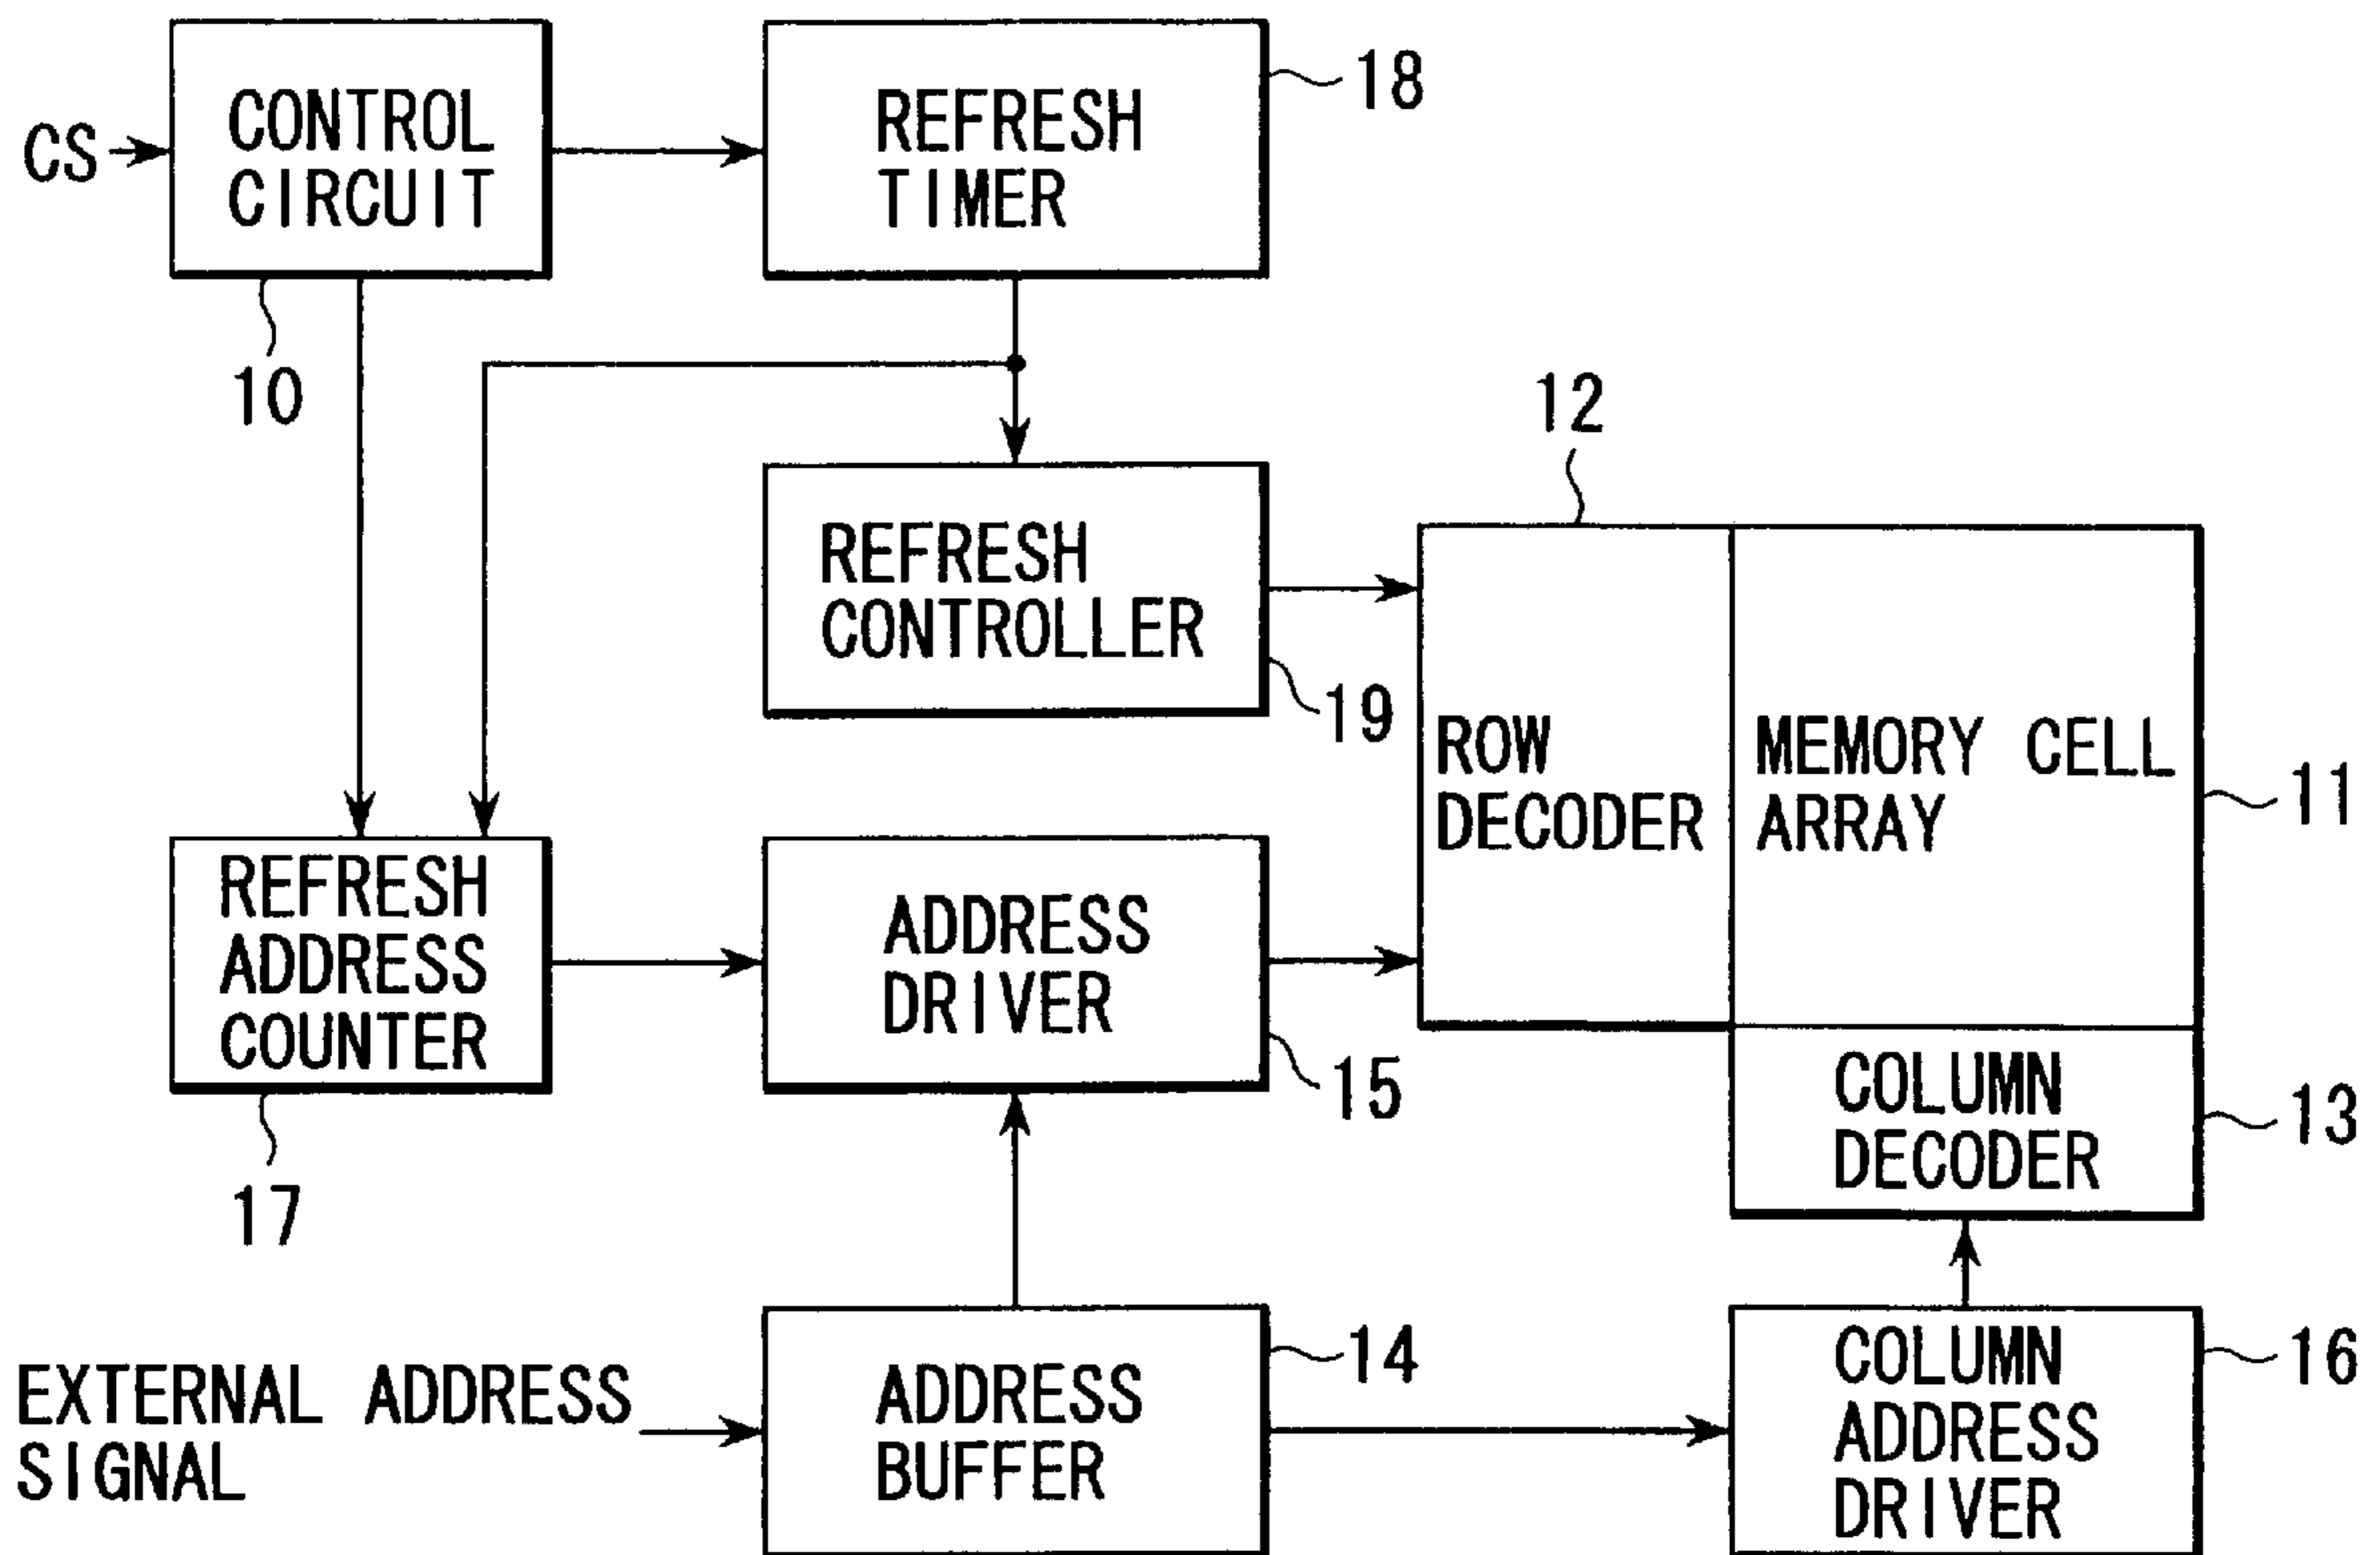 CS
CONTROL
CIRCUIT
10
REFRESH
TIMER
18
REFRESH
CONTROLLER
19
12
ROW
DECODER
MEMORY CELL
ARRAY
11
REFRESH
ADDRESS
COUNTER
17
ADDRESS
DRIVER
15
COLUMN
DECODER
13
EXTERNAL ADDRESS
SIGNAL
ADDRESS
BUFFER
14
COLUMN
ADDRESS
DRIVER
16